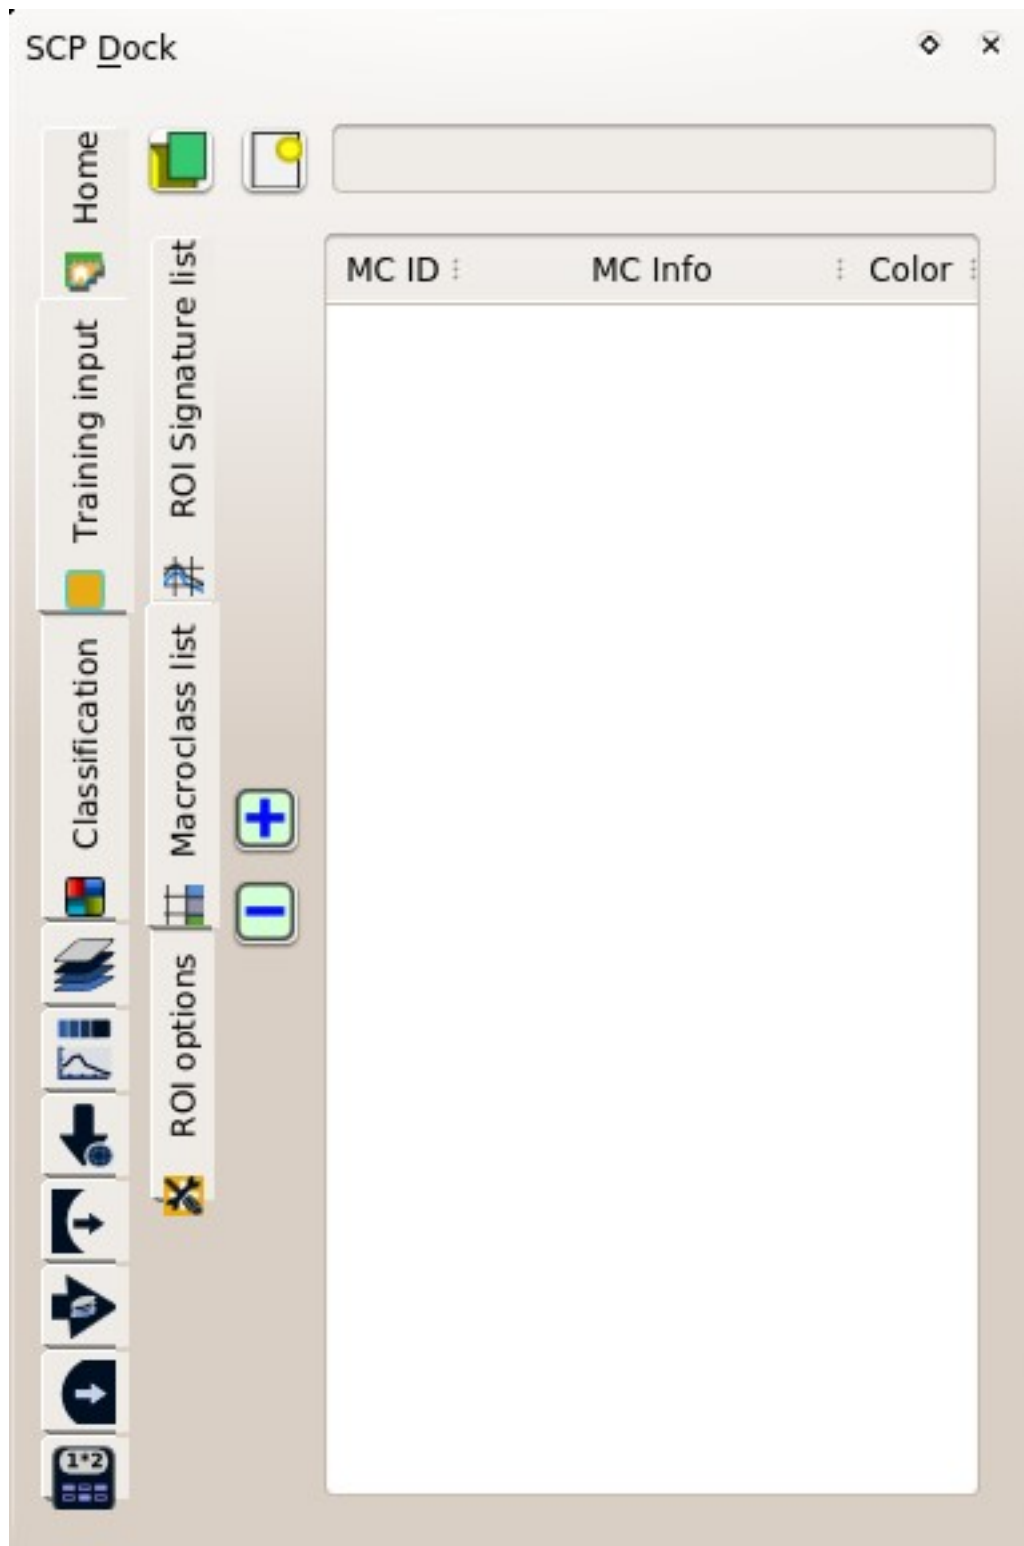 SCP Dock
Home
Training input
Classification
ROI Signature list
Macroclass list
ROI options
MC ID
MC Info
Color
1*2